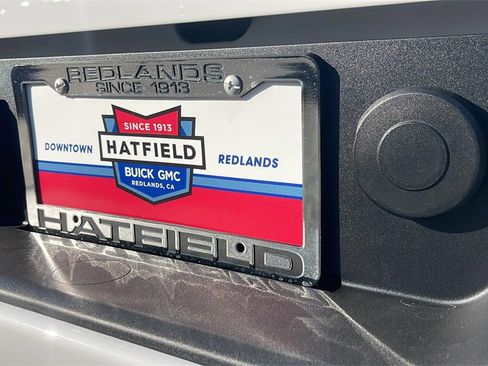 REDLANDS
SINCE 1913
SINCE 1913
DOWNTOWN HATFIELD REDLANDS
BUICK GMC
REDLANDS, CA
HATFIELD